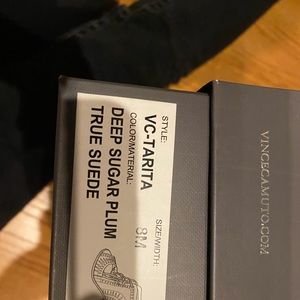 STYLE:
VC-TARITA
SIZE/WIDTH:
8M
COLOR/MATERIAL:
DEEP SUGAR PLUM
TRUE SUEDE
VINCECAMUTO.COM